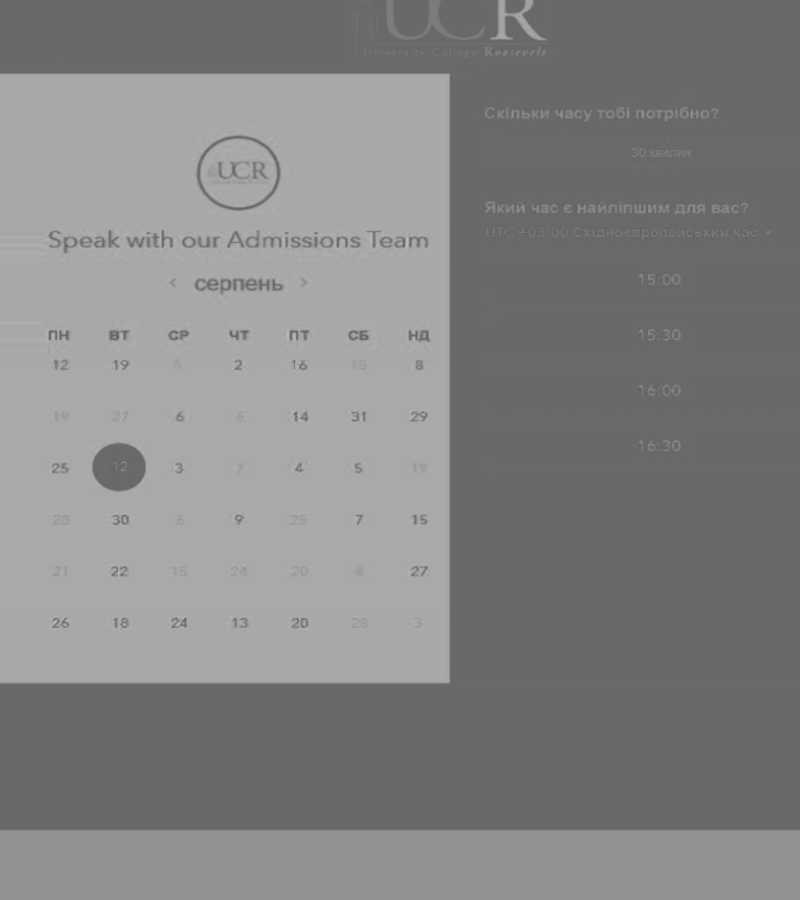 UCR
University College Roosevelt
UCR
Speak with our Admissions Team
< серпень >
ПН ВТ СР ЧТ ПТ СБ НД
12 19 5 2 16 15 8
19 27 6 6 14 31 29
25 12 3 7 4 5 19
28 30 6 9 25 7 15
21 22 15 24 20 4 27
26 18 24 13 20 28 3
Скільки часу тобі потрібно?
30 хвилин
Який час є найліпшим для вас?
UTC +03:00 Східноєвропейський час
15:00
15:30
16:00
16:30